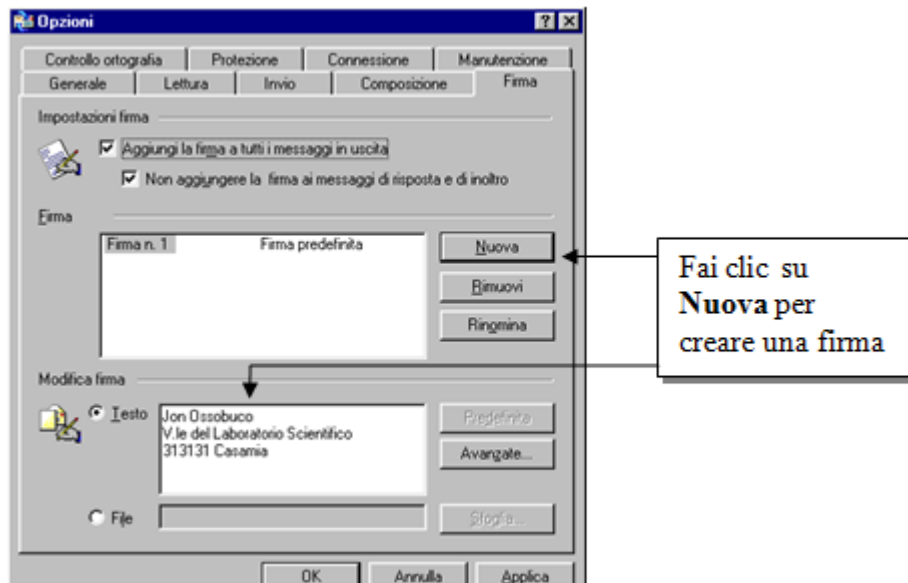 Opzioni
Controllo ortografia Protezione Connessione Manutenzione
Generale Lettura Invio Composizione Firma
Impostazioni firma
Aggiungi la firma a tutti i messaggi in uscita
Non aggiungere la firma ai messaggi di risposta e di inoltro
Firma
Firma n. 1 Firma predefinita
Nuova
Rimuovi
Ringmina
Fai clic su
Nuova per
creare una firma
Modifica firma
Testo
Jon Ossobuco
V.le del Laboratorio Scientifico
313131 Casamia
Predefinita
Avanzate...
File
Sfoglia...
OK Annulla Applica